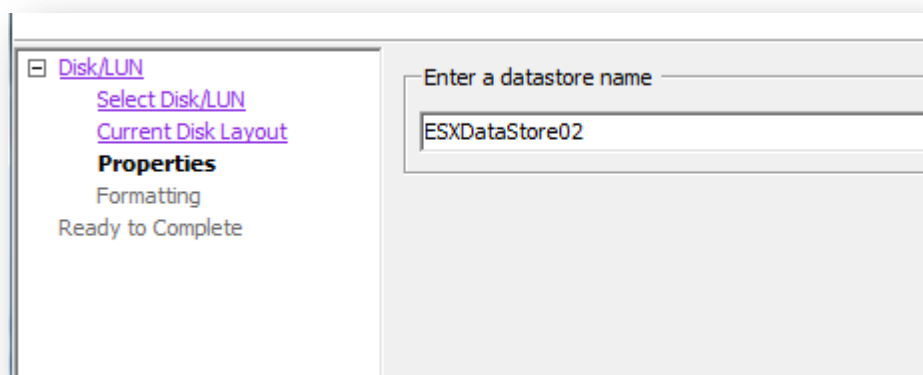 Disk/LUN
Select Disk/LUN
Current Disk Layout
Properties
Formatting
Ready to Complete
Enter a datastore name
ESXDataStore02